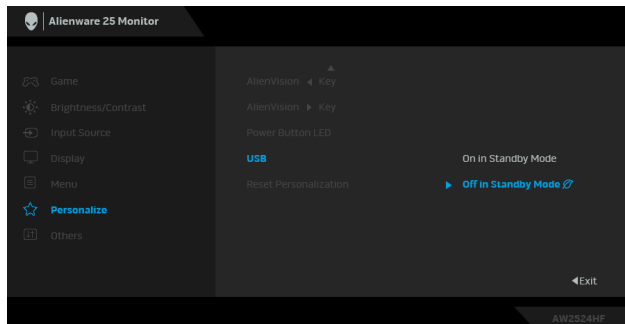 Alienware 25 Monitor
Game
Brightness/Contrast
Input Source
Display
Menu
Personalize
Others
AlienVision ◀ Key
AlienVision ▶ Key
Power Button LED
USB
Reset Personalization
On in Standby Mode
Off in Standby Mode
Exit
AW2524HF